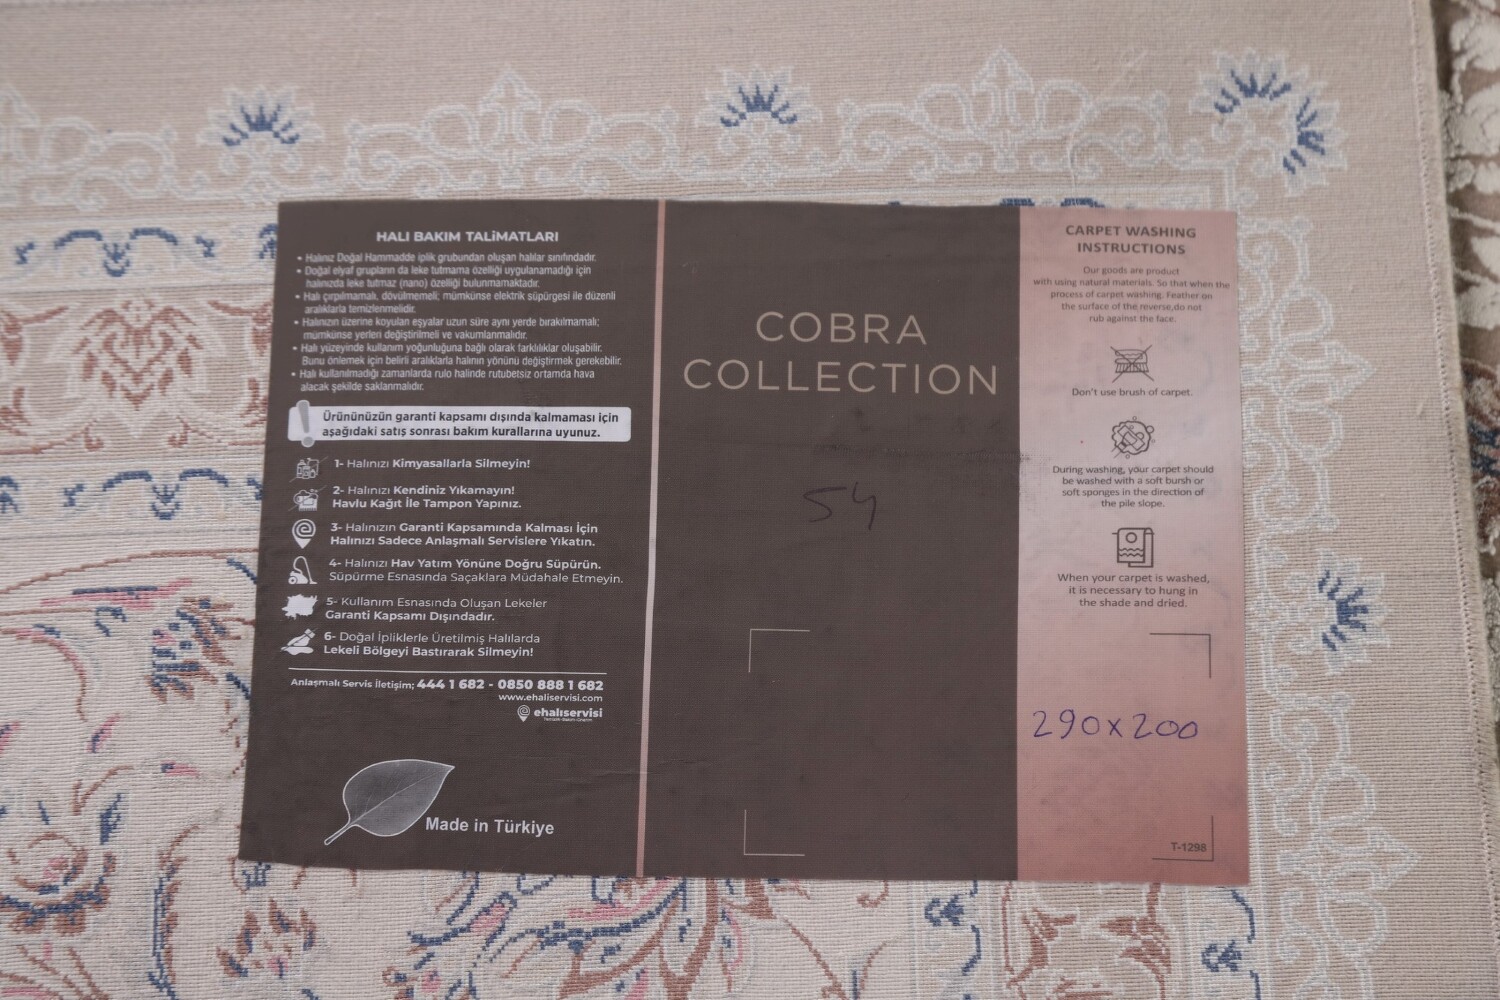 HALI BAKIM TALiMATLARI
• Halınız Doğal Hammadde iplik grubundan oluşan halılar sınıfındadır.
• Doğal elyaf grupların da leke tutmama özelliği uygulanamadığı için
halınızda leke tutmaz (nano) özelliği bulunmamaktadır.
• Halı çırpılmamalı, dövülmemeli; mümkünse elektrik süpürgesi ile düzenli
aralıklarla temizlenmelidir.
• Halınızın üzerine koyulan eşyalar uzun süre aynı yerde bırakılmamalı;
mümkünse yerleri değiştirilmeli ve vakumlanmalıdır.
• Halı yüzeyinde kullanım yoğunluğuna bağlı olarak farklılıklar oluşabilir.
Bunu önlemek için belirli aralıklarla halının yönünü değiştirmek gerekebilir.
• Halı kullanılmadığı zamanlarda rulo halinde rutubetsiz ortamda hava
alacak şekilde saklanmalıdır.
Ürününüzün garanti kapsamı dışında kalmaması için
aşağıdaki satış sonrası bakım kurallarına uyunuz.
1- Halınızı Kimyasallarla Silmeyin!
2- Halınızı Kendiniz Yıkamayın!
Havlu Kağıt İle Tampon Yapınız.
3- Halınızın Garanti Kapsamında Kalması İçin
Halınızı Sadece Anlaşmalı Servislere Yıkatın.
4- Halınızı Hav Yatım Yönüne Doğru Süpürün.
Süpürme Esnasında Saçaklara Müdahale Etmeyin.
5- Kullanım Esnasında Oluşan Lekeler
Garanti Kapsamı Dışındadır.
6- Doğal İpliklerle Üretilmiş Halılarda
Lekeli Bölgeyi Bastırarak Silmeyin!
Anlaşmalı Servis İletişim; 444 1 682 - 0850 888 1 682
www.ehaliservisi.com
ehalıservisi
Made in Türkiye
COBRA
COLLECTION
54
CARPET WASHING
INSTRUCTIONS
Our goods are product
with using natural materials. So that when the
process of carpet washing. Feather on
the surface of the reverse,do not
rub against the face.
Don't use brush of carpet.
During washing, your carpet should
be washed with a soft bursh or
soft sponges in the direction of
the pile slope.
When your carpet is washed,
it is necessary to hung in
the shade and dried.
290x200
T-1298